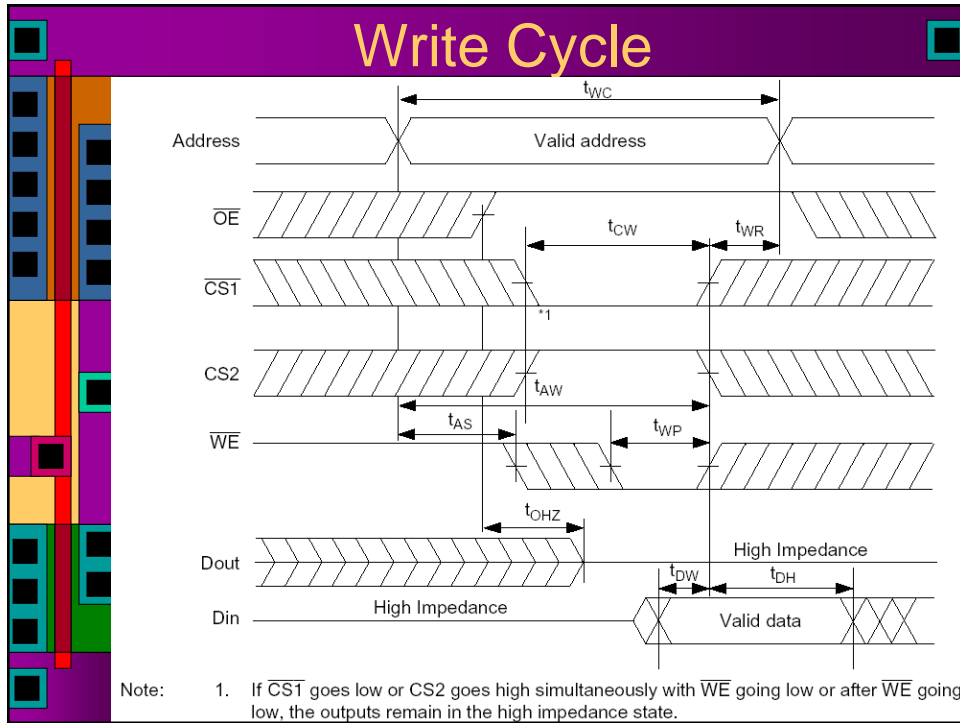 Write Cycle
tWC
Address
Valid address
OE
tCW
tWR
CS1
*1
CS2
tAW
tAS
tWP
WE
tOHZ
High Impedance
Dout
tDW
tDH
High Impedance
Din
Valid data
Note: 1. If CS1 goes low or CS2 goes high simultaneously with WE going low or after WE going
low, the outputs remain in the high impedance state.